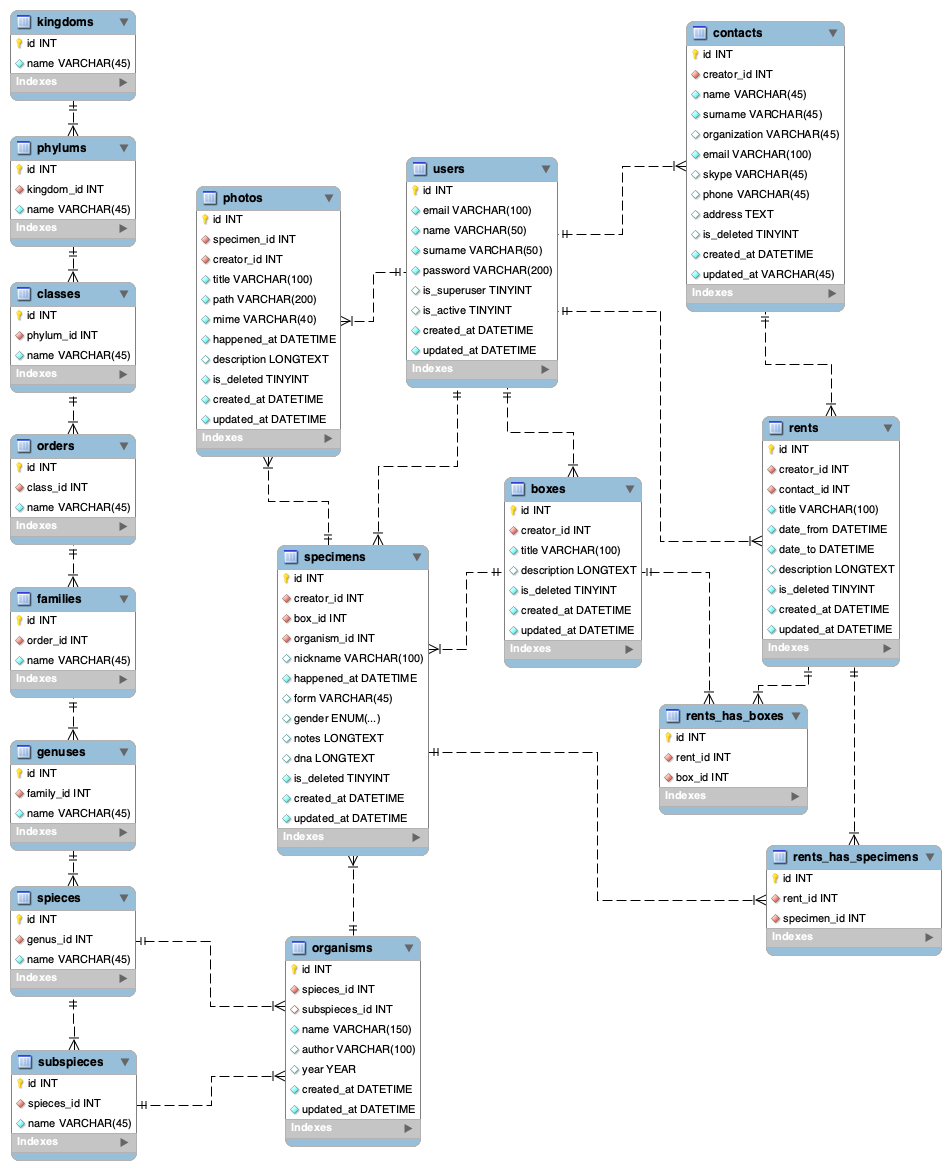 kingdoms
id INT
name VARCHAR(45)
Indexes
phylums
id INT
kingdom_id INT
name VARCHAR(45)
Indexes
classes
id INT
phylum_id INT
name VARCHAR(45)
Indexes
orders
id INT
class_id INT
name VARCHAR(45)
Indexes
families
id INT
order_id INT
name VARCHAR(45)
Indexes
genuses
id INT
family_id INT
name VARCHAR(45)
Indexes
spieces
id INT
genus_id INT
name VARCHAR(45)
Indexes
subspieces
id INT
spieces_id INT
name VARCHAR(45)
Indexes
photos
id INT
specimen_id INT
creator_id INT
title VARCHAR(100)
path VARCHAR(200)
mime VARCHAR(40)
happened_at DATETIME
description LONGTEXT
is_deleted TINYINT
created_at DATETIME
updated_at DATETIME
Indexes
users
id INT
email VARCHAR(100)
name VARCHAR(50)
surname VARCHAR(50)
password VARCHAR(200)
is_superuser TINYINT
is_active TINYINT
created_at DATETIME
updated_at DATETIME
Indexes
contacts
id INT
creator_id INT
name VARCHAR(45)
surname VARCHAR(45)
organization VARCHAR(45)
email VARCHAR(100)
skype VARCHAR(45)
phone VARCHAR(45)
address TEXT
is_deleted TINYINT
created_at DATETIME
updated_at VARCHAR(45)
Indexes
rents
id INT
creator_id INT
contact_id INT
title VARCHAR(100)
date_from DATETIME
date_to DATETIME
description LONGTEXT
is_deleted TINYINT
created_at DATETIME
updated_at DATETIME
Indexes
boxes
id INT
creator_id INT
title VARCHAR(100)
description LONGTEXT
is_deleted TINYINT
created_at DATETIME
updated_at DATETIME
Indexes
specimens
id INT
creator_id INT
box_id INT
organism_id INT
nickname VARCHAR(100)
happened_at DATETIME
form VARCHAR(45)
gender ENUM(...)
notes LONGTEXT
dna LONGTEXT
is_deleted TINYINT
created_at DATETIME
updated_at DATETIME
Indexes
rents_has_boxes
id INT
rent_id INT
box_id INT
Indexes
rents_has_specimens
id INT
rent_id INT
specimen_id INT
Indexes
organisms
id INT
spieces_id INT
subspieces_id INT
name VARCHAR(150)
author VARCHAR(100)
year YEAR
created_at DATETIME
updated_at DATETIME
Indexes